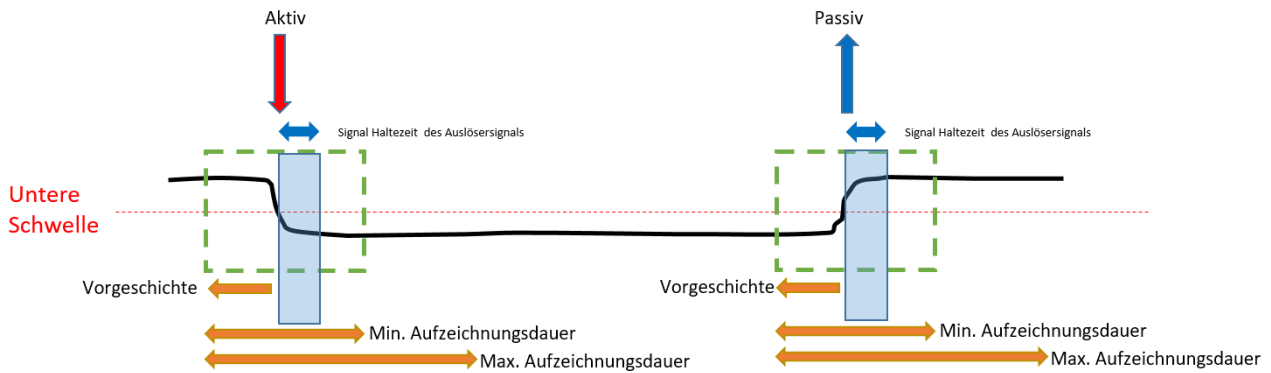 Aktiv
Passiv
Signal Haltezeit des Auslösersignals
Signal Haltezeit des Auslösersignals
Untere
Schwelle
Vorgeschichte
Vorgeschichte
Min. Aufzeichnungsdauer
Min. Aufzeichnungsdauer
Max. Aufzeichnungsdauer
Max. Aufzeichnungsdauer